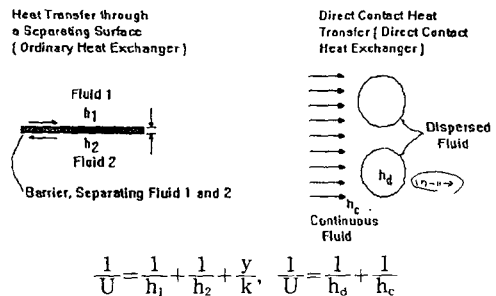 Heat Transfer through
a Separating Surface
( Ordinary Heat Exchanger )
Fluid 1
h1
h2
Fluid 2
Barrier, Separating Fluid 1 and 2
Direct Contact Heat
Transfer ( Direct Contact
Heat Exchanger )
Dispersed
Fluid
hd
hc
Continuous
Fluid
1/U = 1/h1 + 1/h2 + y/k, 1/U = 1/hd + 1/hc